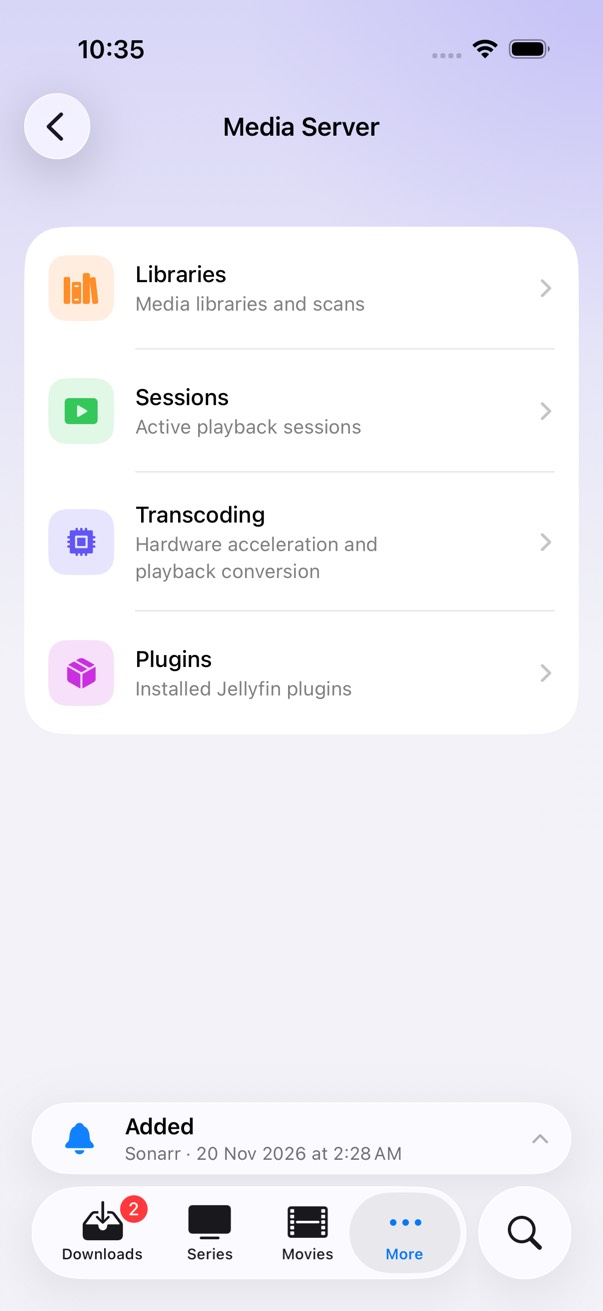 10:35
Media Server
Libraries
Media libraries and scans
Sessions
Active playback sessions
Transcoding
Hardware acceleration and
playback conversion
Plugins
Installed Jellyfin plugins
Added
Sonarr · 20 Nov 2026 at 2:28 AM
2
Downloads
Series
Movies
More